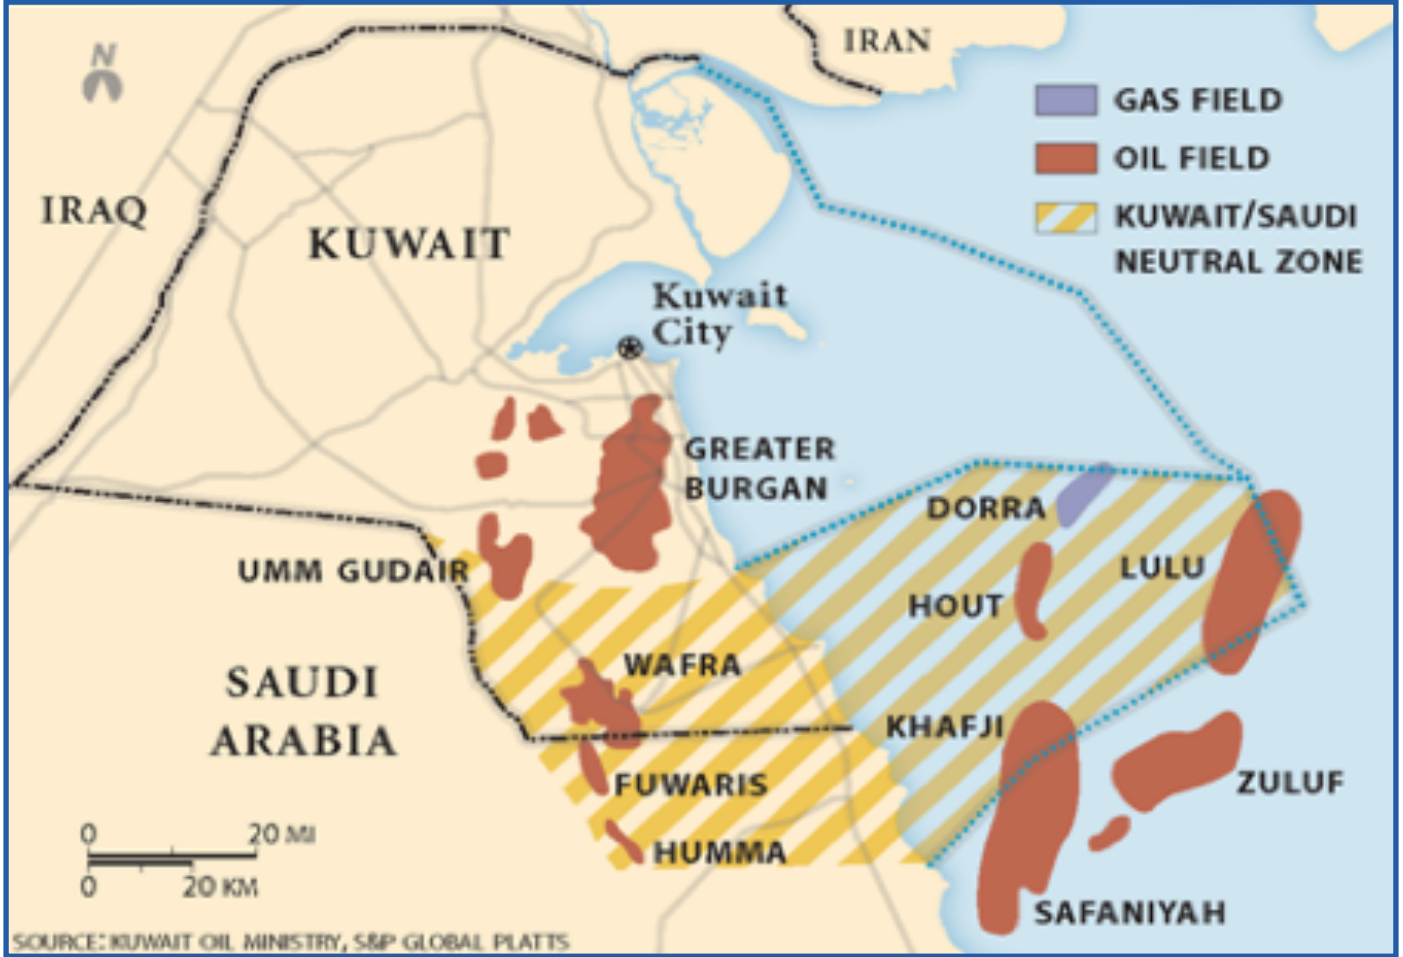 N
IRAN
GAS FIELD
OIL FIELD
KUWAIT/SAUDI
NEUTRAL ZONE
IRAQ
KUWAIT
Kuwait
City
GREATER
BURGAN
DORRA
UMM GUDAIR
LULU
HOUT
WAFRA
SAUDI
ARABIA
KHAFJI
FUWARIS
ZULUF
HUMMA
0 20 MI
0 20 KM
SAFANIYAH
SOURCE: KUWAIT OIL MINISTRY, S&P GLOBAL PLATTS